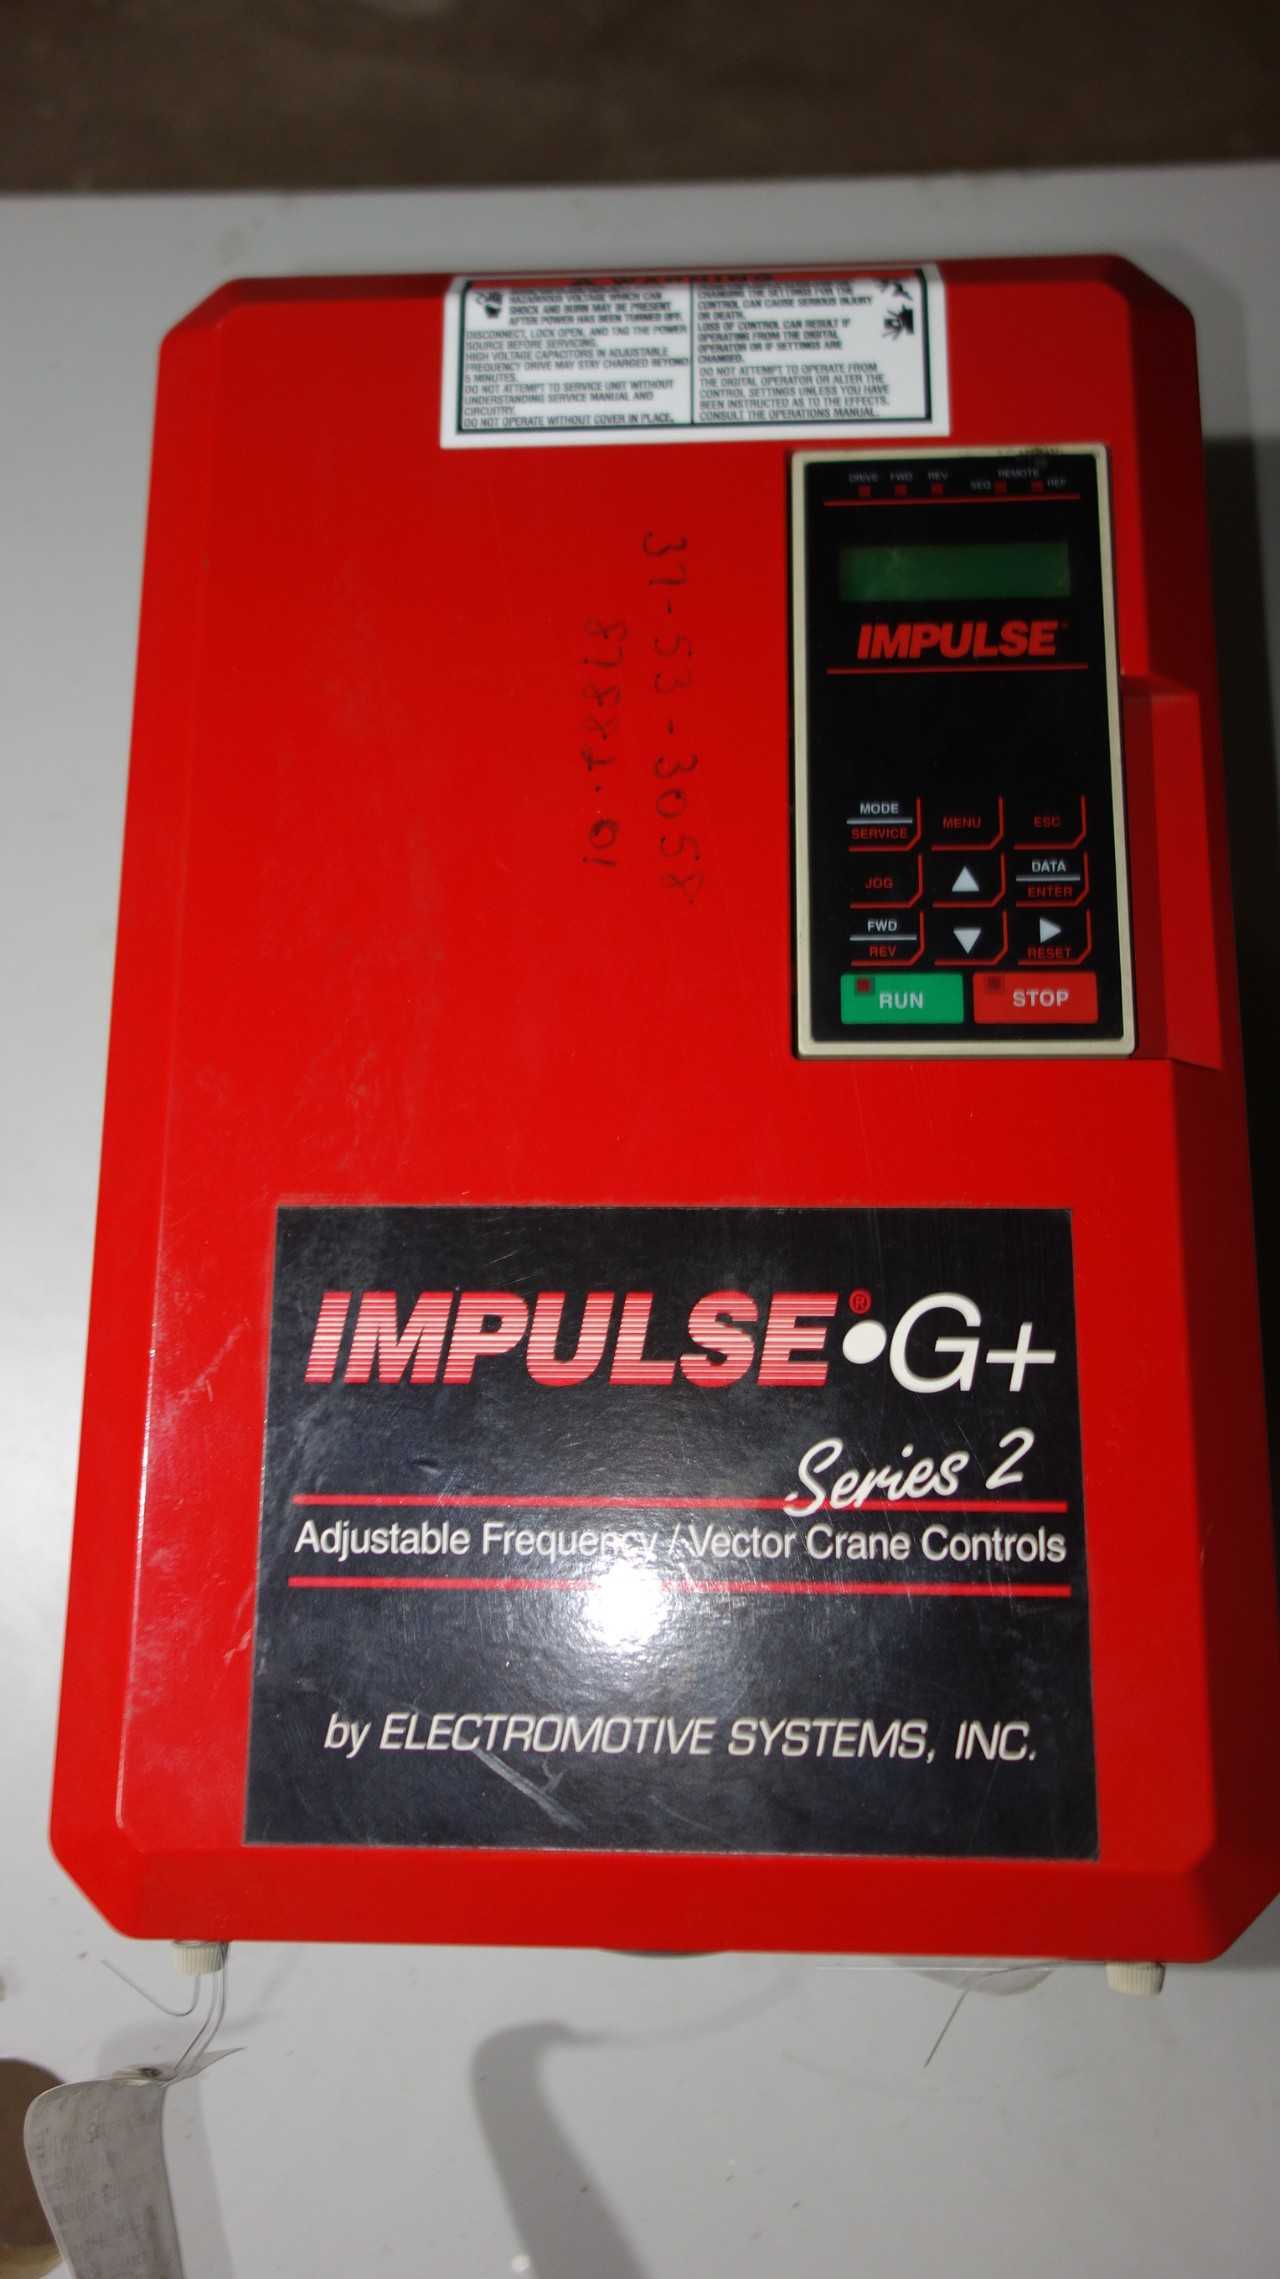 WARNING
HAZARDOUS VOLTAGE WHICH CAN
SHOCK AND BURN MAY BE PRESENT
AFTER POWER HAS BEEN TURNED OFF.
DISCONNECT, LOCK OPEN, AND TAG THE POWER
SOURCE BEFORE SERVICING.
HIGH VOLTAGE CAPACITORS IN ADJUSTABLE
FREQUENCY DRIVE MAY STAY CHARGED BEYOND
5 MINUTES.
DO NOT ATTEMPT TO SERVICE UNIT WITHOUT
UNDERSTANDING SERVICE MANUAL AND
CIRCUITRY.
DO NOT OPERATE WITHOUT COVER IN PLACE.
CHANGING THE SETTINGS FOR THE
CONTROL CAN CAUSE SERIOUS INJURY
OR DEATH.
LOSS OF CONTROL CAN RESULT IF
OPERATING FROM THE DIGITAL
OPERATOR OR IF SETTINGS ARE
CHANGED.
DO NOT ATTEMPT TO OPERATE FROM
THE DIGITAL OPERATOR OR ALTER THE
CONTROL SETTINGS UNLESS YOU HAVE
BEEN INSTRUCTED AS TO THE EFFECTS.
CONSULT THE OPERATIONS MANUAL.
DRIVE FWD REV SEQ REMOTE REF
IMPULSE™
37-53-3058
MODE SERVICE MENU ESC
JOG DATA ENTER
FWD REV RESET
RUN STOP
IMPULSE®•G+
Series 2
Adjustable Frequency / Vector Crane Controls
by ELECTROMOTIVE SYSTEMS, INC.